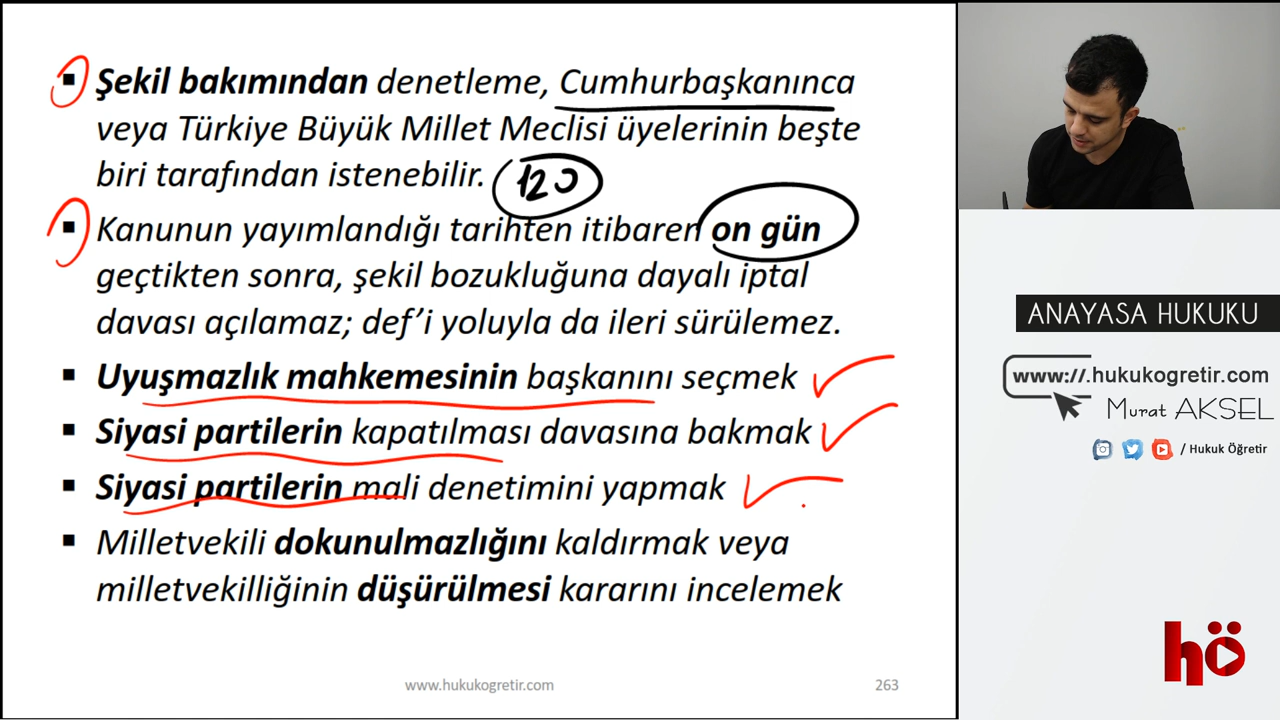 Şekil bakımından denetleme, Cumhurbaşkanınca
veya Türkiye Büyük Millet Meclisi üyelerinin beşte
biri tarafından istenebilir.
120
Kanunun yayımlandığı tarihten itibaren on gün
geçtikten sonra, şekil bozukluğuna dayalı iptal
davası açılamaz; def’i yoluyla da ileri sürülemez.
Uyuşmazlık mahkemesinin başkanını seçmek
Siyasi partilerin kapatılması davasına bakmak
Siyasi partilerin mali denetimini yapmak
Milletvekili dokunulmazlığını kaldırmak veya
milletvekilliğinin düşürülmesi kararını incelemek
www.hukukogretir.com
263
ANAYASA HUKUKU
www://.hukukogretir.com
Murat AKSEL
/ Hukuk Öğretir
hö